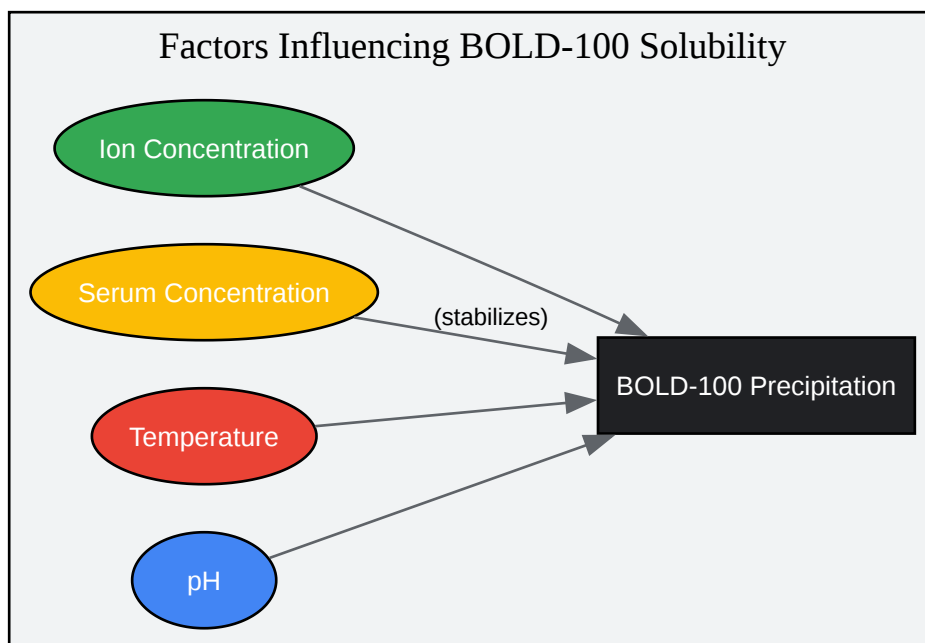 Factors Influencing BOLD-100 Solubility
Ion Concentration
Serum Concentration
(stabilizes)
BOLD-100 Precipitation
Temperature
pH